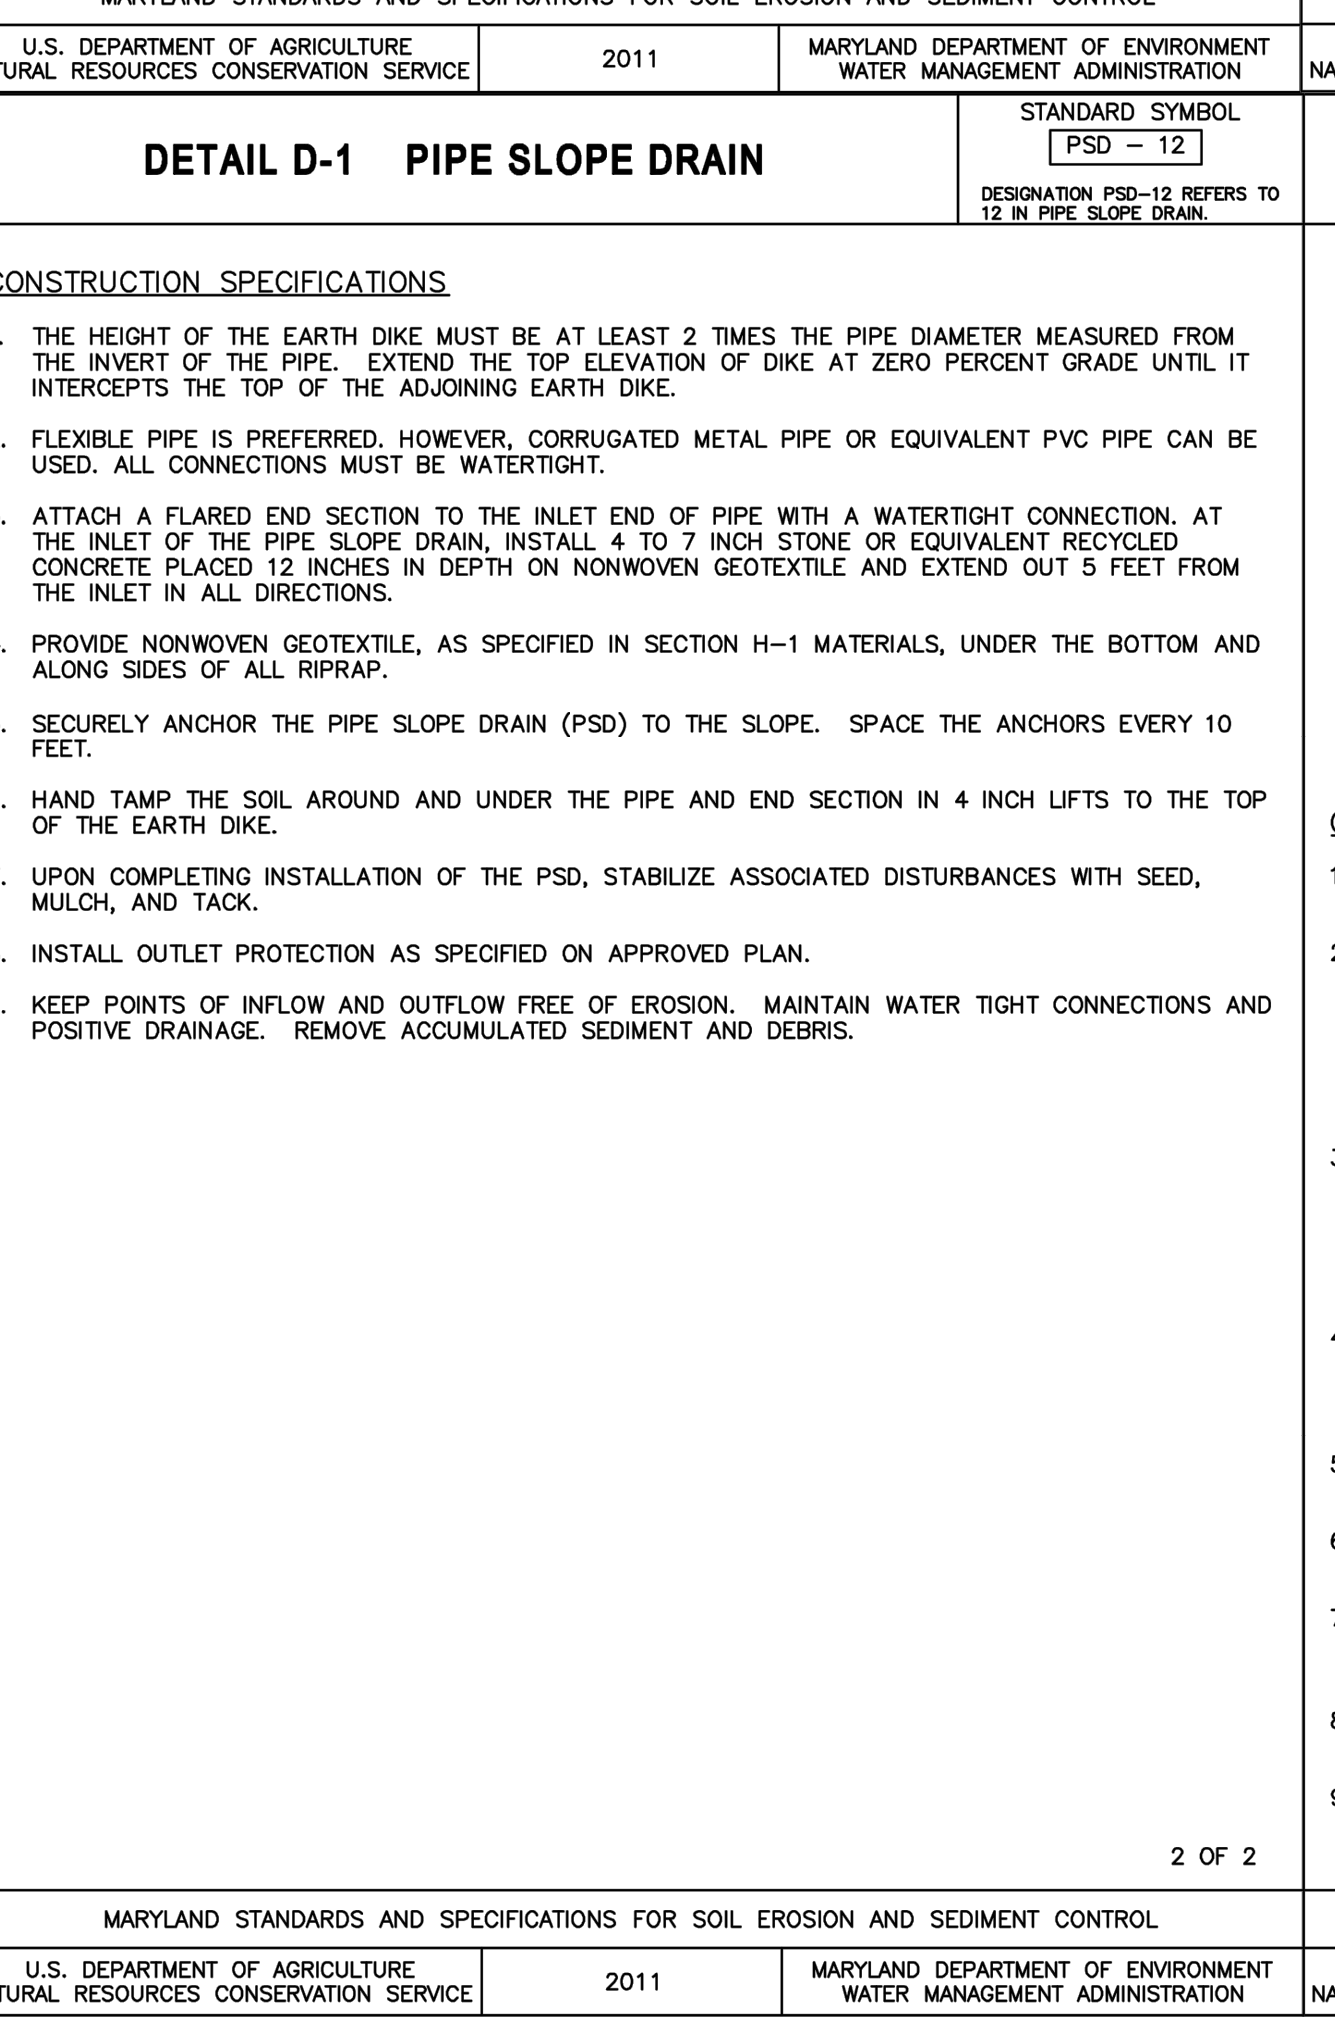 U.S. DEPARTMENT OF AGRICULTURE
RESOURCES CONSERVATION SERVICE
2011
MARYLAND DEPARTMENT OF ENVIRONMENT
WATER MANAGEMENT ADMINISTRATION
DETAIL D-1 PIPE SLOPE DRAIN
STANDARD SYMBOL
PSD - 12
DESIGNATION PSD-12 REFERS TO
12 IN PIPE SLOPE DRAIN.
CONSTRUCTION SPECIFICATIONS
THE HEIGHT OF THE EARTH DIKE MUST BE AT LEAST 2 TIMES THE PIPE DIAMETER MEASURED FROM
THE INVERT OF THE PIPE. EXTEND THE TOP ELEVATION OF DIKE AT ZERO PERCENT GRADE UNTIL IT
INTERCEPTS THE TOP OF THE ADJOINING EARTH DIKE.
FLEXIBLE PIPE IS PREFERRED. HOWEVER, CORRUGATED METAL PIPE OR EQUIVALENT PVC PIPE CAN BE
USED. ALL CONNECTIONS MUST BE WATERTIGHT.
ATTACH A FLARED END SECTION TO THE INLET END OF PIPE WITH A WATERTIGHT CONNECTION. AT
THE INLET OF THE PIPE SLOPE DRAIN, INSTALL 4 TO 7 INCH STONE OR EQUIVALENT RECYCLED
CONCRETE PLACED 12 INCHES IN DEPTH ON NONWOVEN GEOTEXTILE AND EXTEND OUT 5 FEET FROM
THE INLET IN ALL DIRECTIONS.
PROVIDE NONWOVEN GEOTEXTILE, AS SPECIFIED IN SECTION H-1 MATERIALS, UNDER THE BOTTOM AND
ALONG SIDES OF ALL RIPRAP.
SECURELY ANCHOR THE PIPE SLOPE DRAIN (PSD) TO THE SLOPE. SPACE THE ANCHORS EVERY 10
FEET.
HAND TAMP THE SOIL AROUND AND UNDER THE PIPE AND END SECTION IN 4 INCH LIFTS TO THE TOP
OF THE EARTH DIKE.
UPON COMPLETING INSTALLATION OF THE PSD, STABILIZE ASSOCIATED DISTURBANCES WITH SEED,
MULCH, AND TACK.
INSTALL OUTLET PROTECTION AS SPECIFIED ON APPROVED PLAN.
KEEP POINTS OF INFLOW AND OUTFLOW FREE OF EROSION. MAINTAIN WATER TIGHT CONNECTIONS AND
POSITIVE DRAINAGE. REMOVE ACCUMULATED SEDIMENT AND DEBRIS.
2 OF 2
MARYLAND STANDARDS AND SPECIFICATIONS FOR SOIL EROSION AND SEDIMENT CONTROL
U.S. DEPARTMENT OF AGRICULTURE
RESOURCES CONSERVATION SERVICE
2011
MARYLAND DEPARTMENT OF ENVIRONMENT
WATER MANAGEMENT ADMINISTRATION